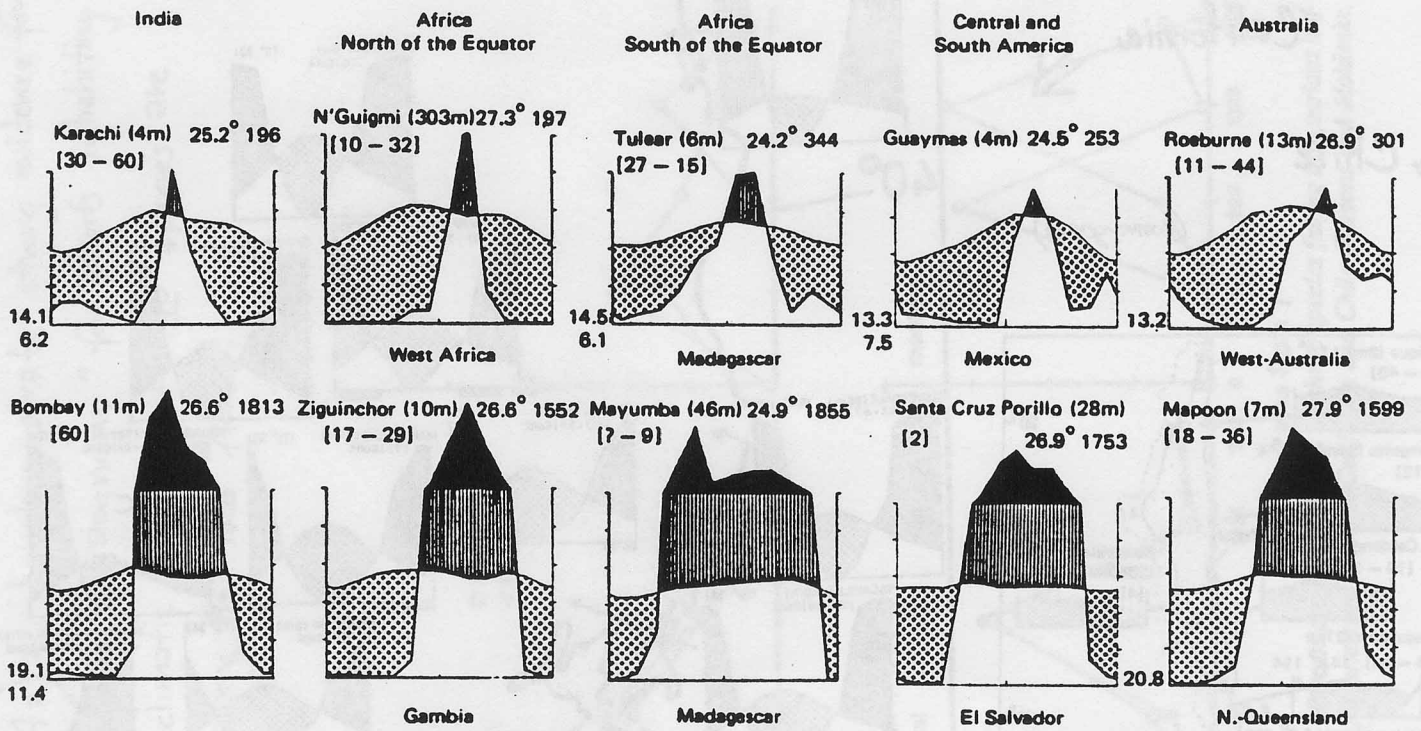 India
Africa
North of the Equator
Africa
South of the Equator
Central and
South America
Australia
Karachi (4m) 25.2° 196
[30 – 60]
N'Guigmi (303m) 27.3° 197
[10 – 32]
Tulear (6m) 24.2° 344
[27 – 15]
Guaymas (4m) 24.5° 253
Roeburne (13m) 26.9° 301
[11 – 44]
14.1
6.2
14.5
6.1
13.3
7.5
13.2
West Africa
Madagascar
Mexico
West-Australia
Bombay (11m) 26.6° 1813
[60]
Ziguinchor (10m) 26.6° 1552
[17 – 29]
Mayumba (46m) 24.9° 1855
[? – 9]
Santa Cruz Porillo (28m)
[2] 26.9° 1753
Mapoon (7m) 27.9° 1599
[18 – 36]
19.1
11.4
20.8
Gambia
Madagascar
El Salvador
N.-Queensland